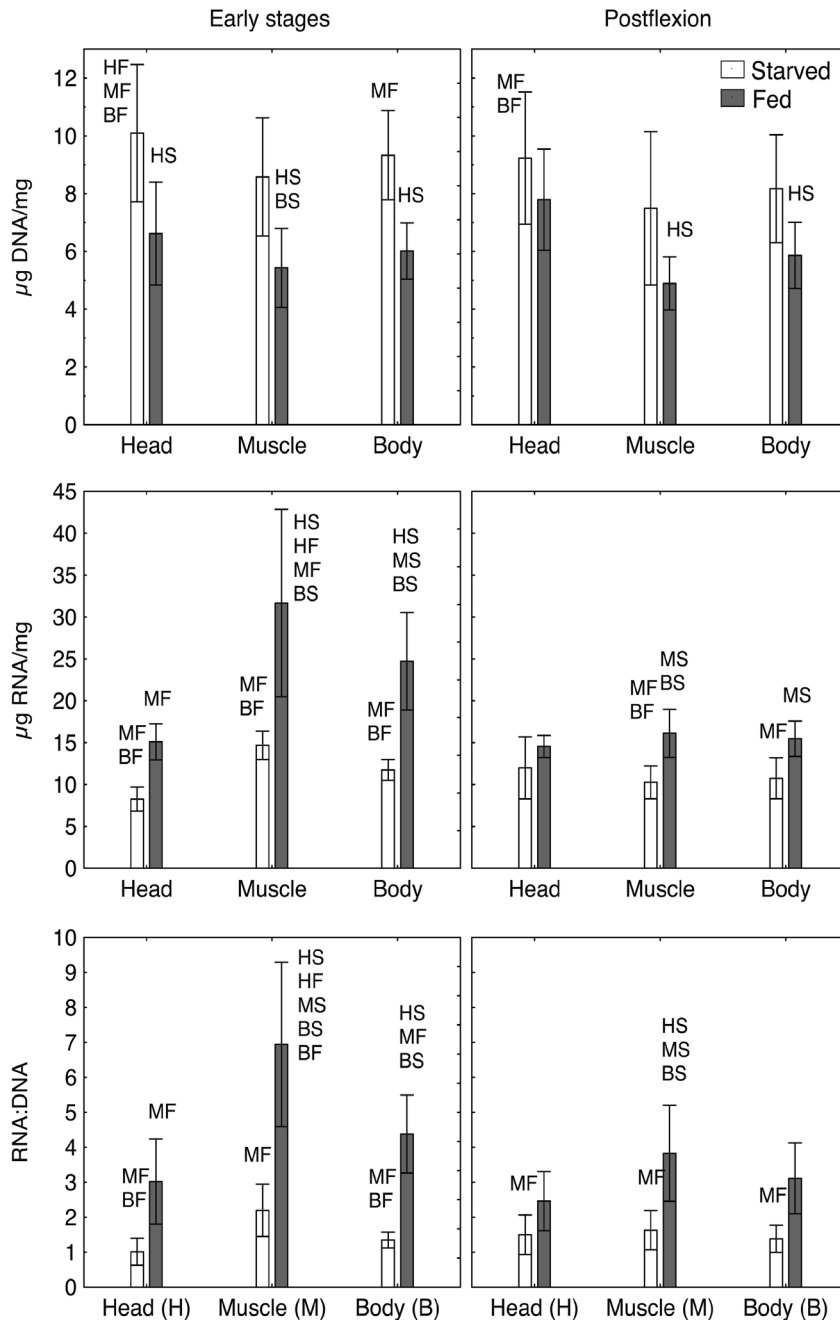 Early stages
Postflexion
µg DNA/mg
12
10
8
6
4
2
0
HF
MF
BF
HS
HS
BS
MF
HS
MF
BF
HS
HS
Starved
Fed
Head
Muscle
Body
Head
Muscle
Body
µg RNA/mg
45
40
35
30
25
20
15
10
5
0
MF
BF
MF
MF
BF
HS
HF
MF
BS
MF
BF
HS
MS
BS
MF
BF
MS
BS
MF
MS
Head
Muscle
Body
Head
Muscle
Body
RNA:DNA
10
9
8
7
6
5
4
3
2
1
0
MF
BF
MF
MF
HS
HF
MS
BS
BF
MF
BF
HS
MF
BS
MF
MF
HS
MS
BS
MF
Head (H)
Muscle (M)
Body (B)
Head (H)
Muscle (M)
Body (B)